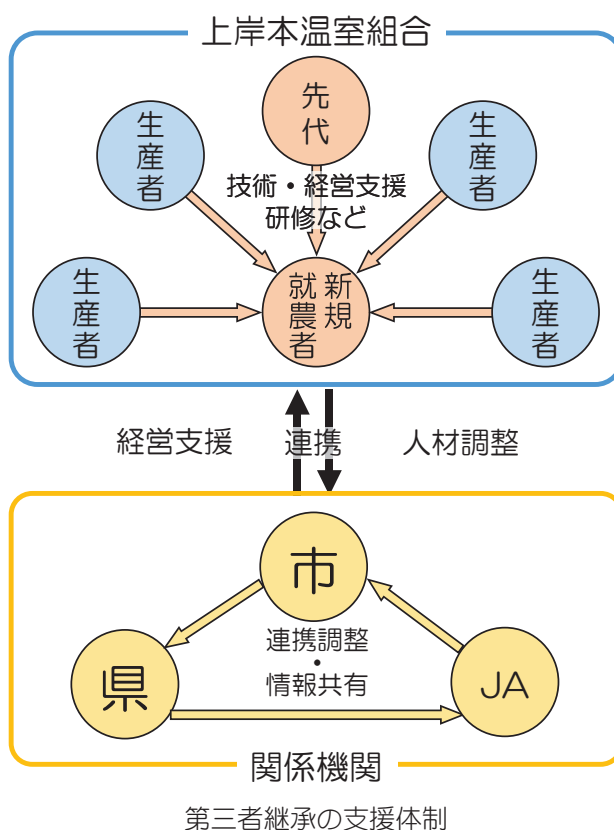 上岸本温室組合
先代
生産者
生産者
技術・経営支援
研修など
生産者
新規
就農者
生産者
経営支援
連携
人材調整
市
連携調整
・
情報共有
県
JA
関係機関
第三者継承の支援体制